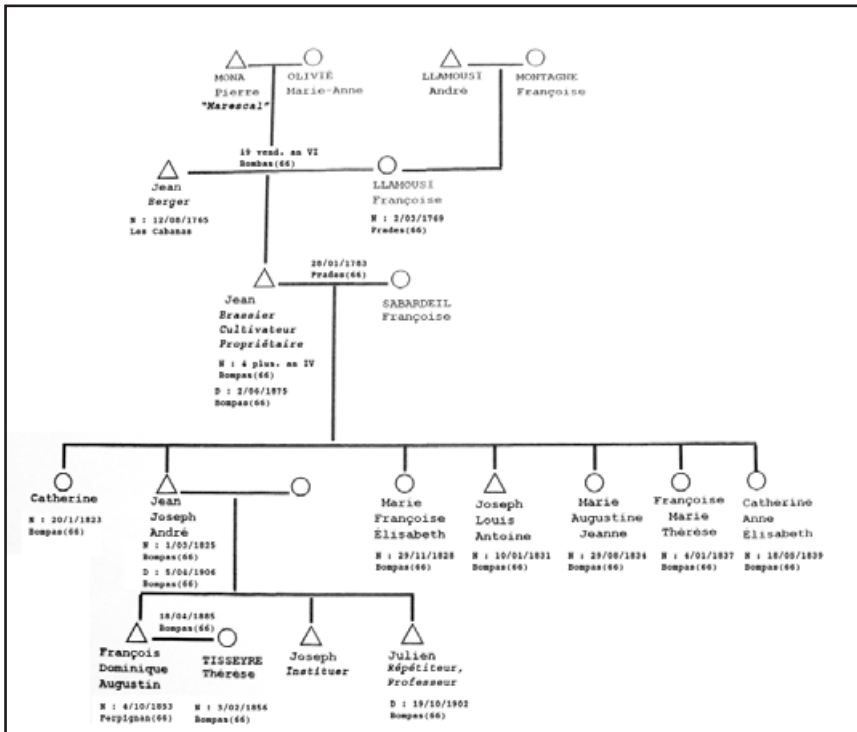 MONA
Pierre
"Marescal"
OLIVIÉ
Marie-Anne
LLAMOUSI
André
MONTAGNE
Françoise
19 vend. an VI
Bompas(66)
Jean
Berger
N : 12/08/1765
Les Cabanas
LLAMOUSI
Françoise
N : 2/03/1769
Prades(66)
28/01/1783
Prades(66)
Jean
Brassier
Cultivateur
Propriétaire
N : 4 pluv. an IV
Bompas(66)
D : 2/06/1875
Bompas(66)
SABARDEIL
Françoise
Catherine
N : 20/1/1823
Bompas(66)
Jean
Joseph
André
N : 1/03/1825
Bompas(66)
D : 5/04/1906
Bompas(66)
Marie
Françoise
Élisabeth
N : 29/11/1828
Bompas(66)
Joseph
Louis
Antoine
N : 10/01/1831
Bompas(66)
Marie
Augustine
Jeanne
N : 29/08/1834
Bompas(66)
Françoise
Marie
Thérèse
N : 4/01/1837
Bompas(66)
Catherine
Anne
Élisabeth
N : 18/05/1839
Bompas(66)
18/04/1885
Bompas(66)
François
Dominique
Augustin
N : 4/10/1853
Perpignan(66)
TISSEYRE
Thérèse
N : 3/02/1856
Bompas(66)
Joseph
Instituer
Julien
Répétiteur,
Professeur
D : 19/10/1902
Bompas(66)